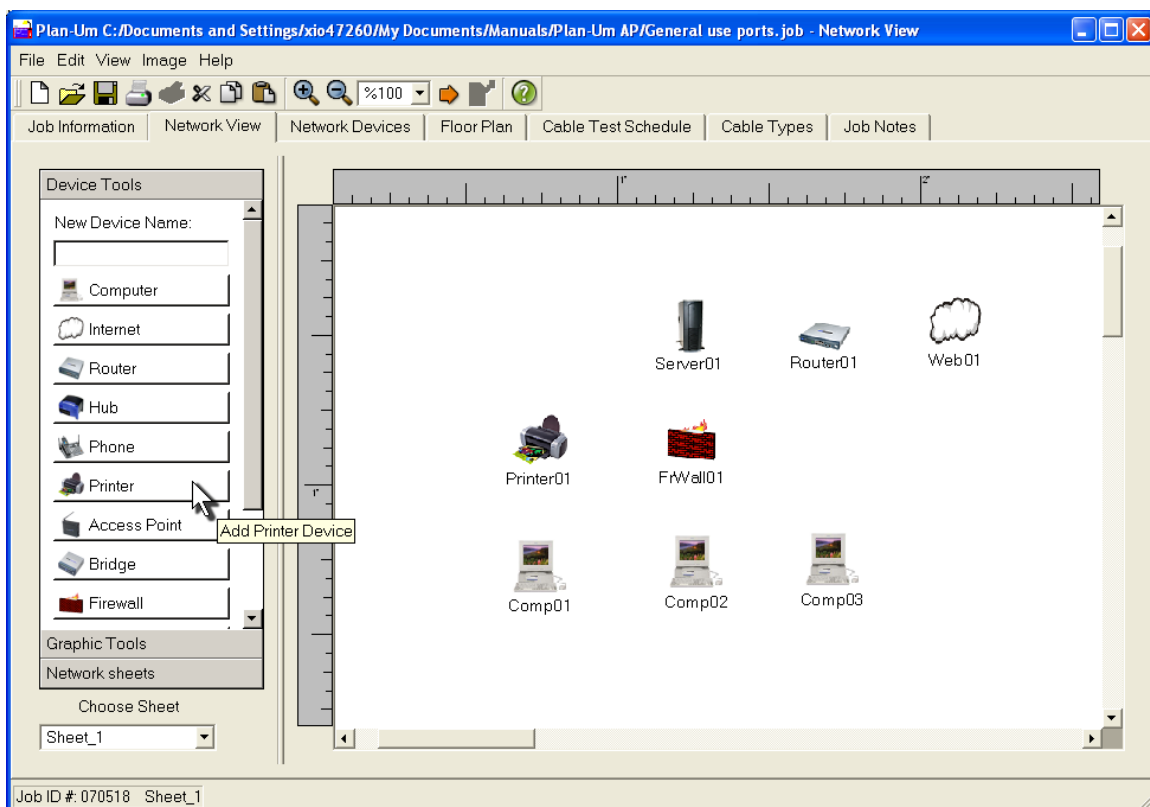 Plan-Um C:/Documents and Settings/xio47260/My Documents/Manuals/Plan-Um AP/General use ports.job - Network View
File Edit View Image Help
%100
Job Information Network View Network Devices Floor Plan Cable Test Schedule Cable Types Job Notes
Device Tools
New Device Name:
Computer
Internet
Router
Hub
Phone
Printer
Add Printer Device
Access Point
Bridge
Firewall
Graphic Tools
Network sheets
Choose Sheet
Sheet_1
1"
2"
1"
Server01 Router01 Web01
Printer01 FrWall01
Comp01 Comp02 Comp03
Job ID #: 070518 Sheet_1